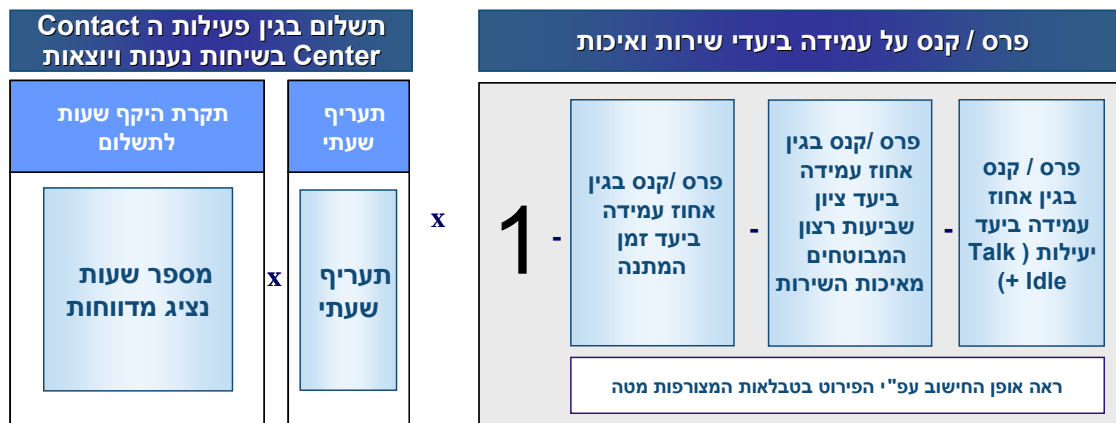 תשלום בגין פעילות ה Contact
Center בשיחות נענות ויוצאות
תקרת היקף שעות
לתשלום
תעריף
שעתי
מספר שעות
נציג מדווחות
x
תעריף
שעתי
x
פרס / קנס על עמידה ביעדי שירות ואיכות
1
-
פרס /קנס בגין
אחוז עמידה
ביעד זמן
המתנה
-
פרס /קנס בגין
אחוז עמידה
ביעד ציון
שביעות רצון
המבוטחים
מאיכות השירות
-
פרס / קנס
בגין אחוז
עמידה ביעד
יעילות ( Talk
+ Idle)
ראה אופן החישוב עפ"י הפירוט בטבלאות המצורפות מטה